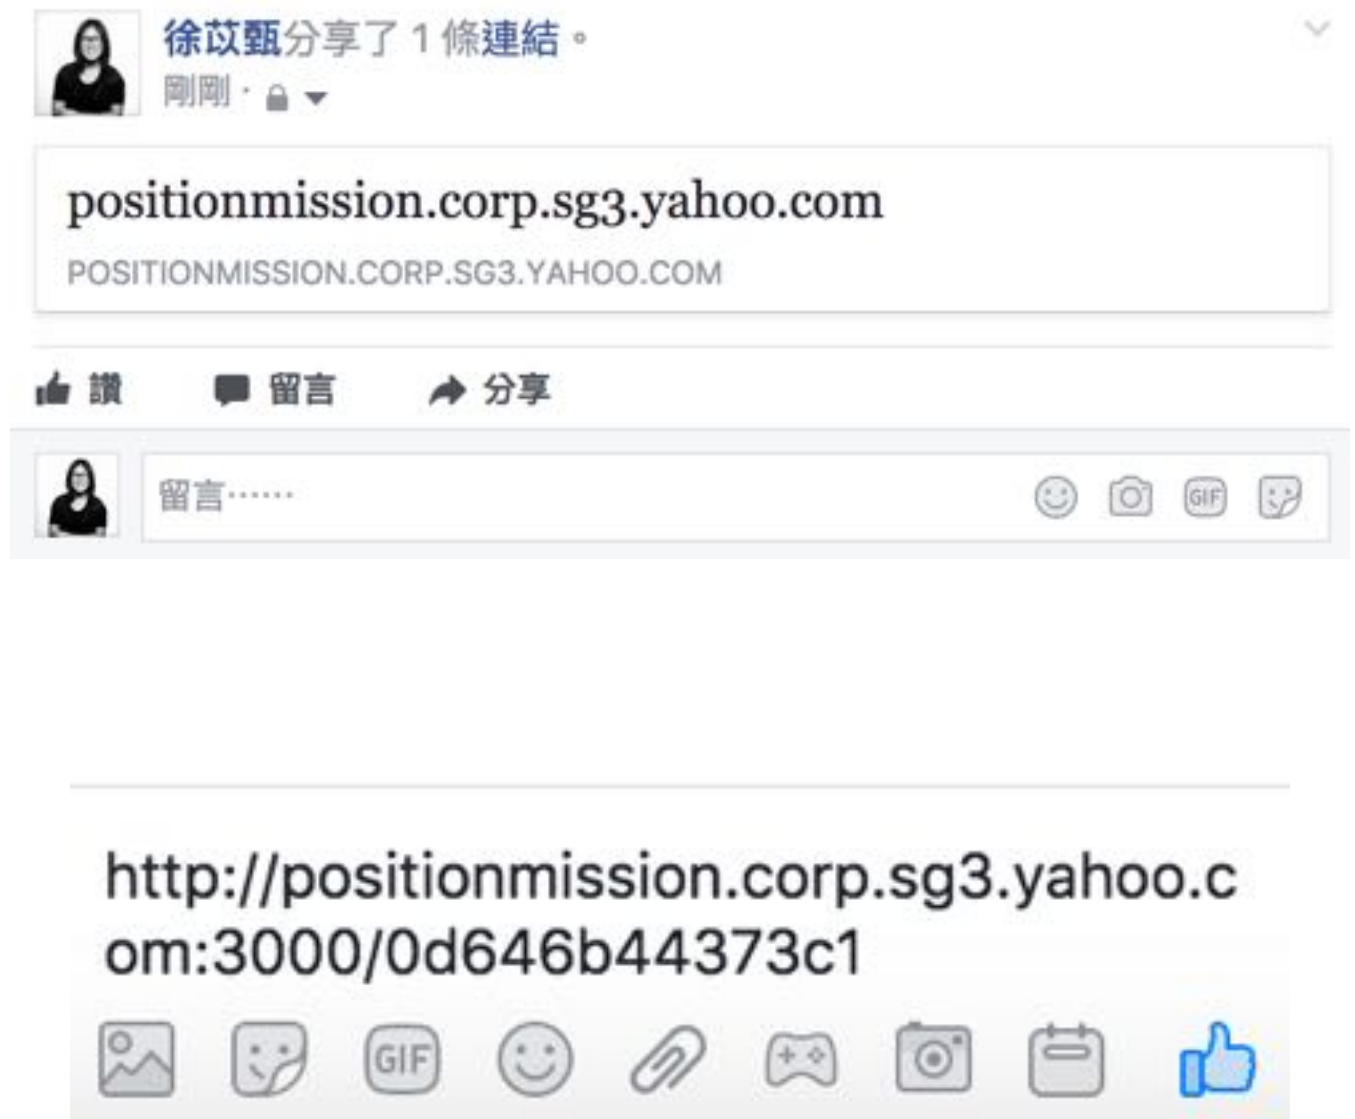 徐苡甄分享了 1 條連結。
剛剛 ·
positionmission.corp.sg3.yahoo.com
POSITIONMISSION.CORP.SG3.YAHOO.COM
讚 留言 分享
留言⋯⋯
GIF
http://positionmission.corp.sg3.yahoo.c
om:3000/0d646b44373c1
GIF